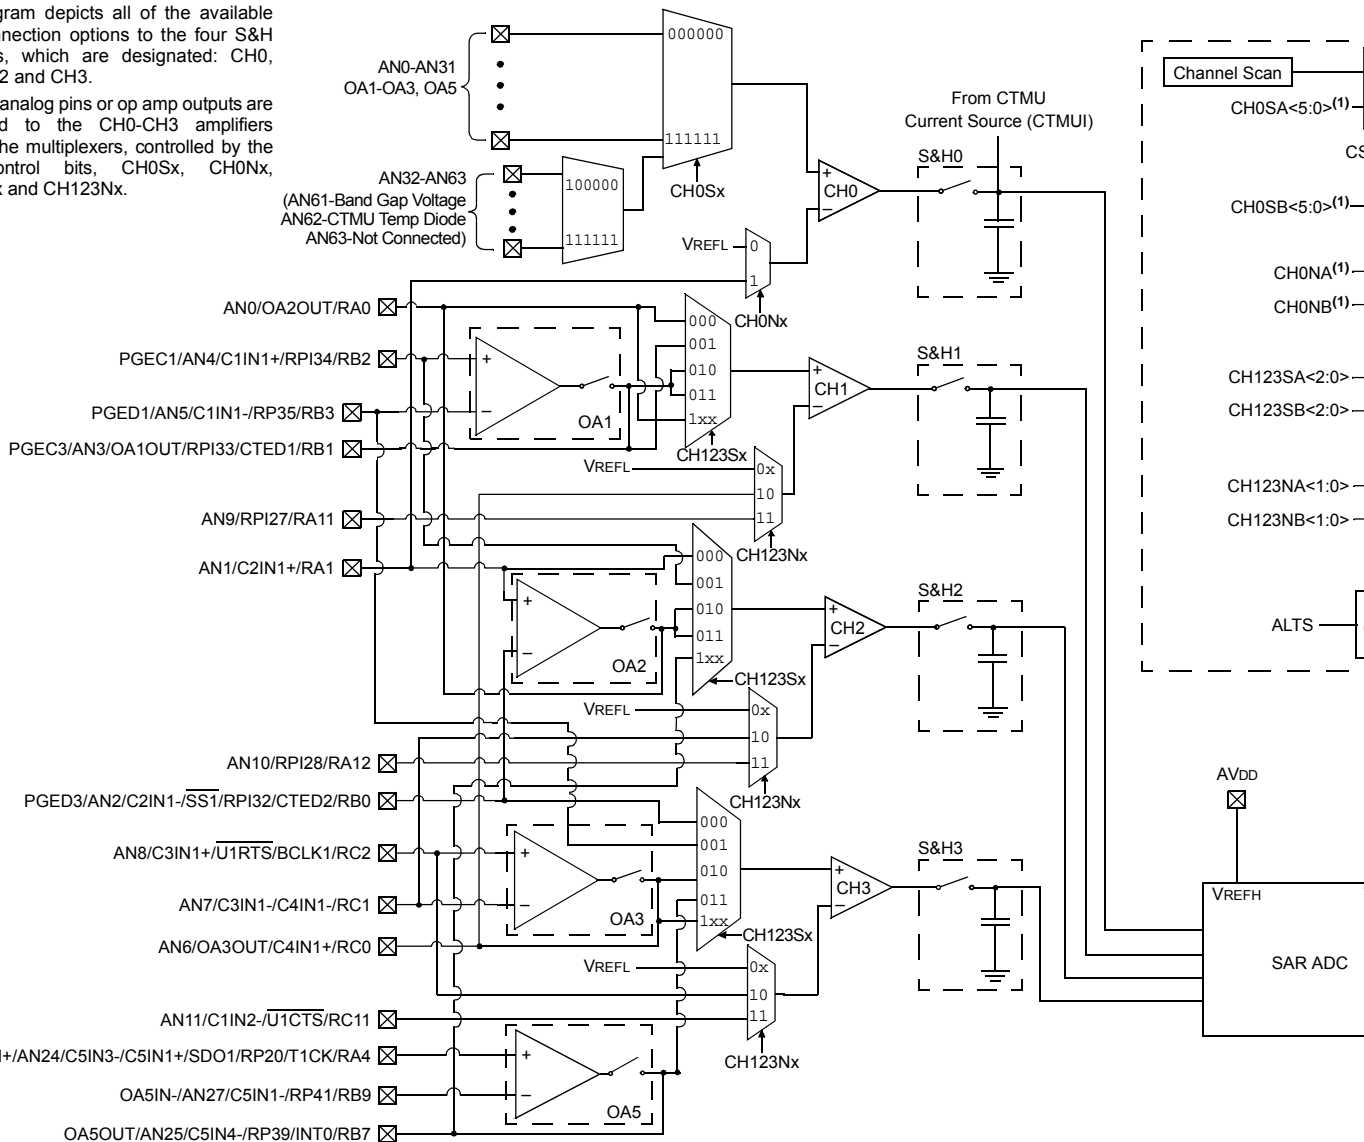 gram depicts all of the available
nnection options to the four S&H
s, which are designated: CH0,
2 and CH3.
analog pins or op amp outputs are
d to the CH0-CH3 amplifiers
he multiplexers, controlled by the
ontrol bits, CH0Sx, CH0Nx,
x and CH123Nx.
AN0-AN31
OA1-OA3, OA5
000000
111111
CH0Sx
AN32-AN63
(AN61-Band Gap Voltage
AN62-CTMU Temp Diode
AN63-Not Connected)
100000
111111
VREFL
0
1
CH0Nx
+
CH0
−
From CTMU
Current Source (CTMUI)
S&H0
Channel Scan
CH0SA<5:0>(1)
CS
CH0SB<5:0>(1)
CH0NA(1)
CH0NB(1)
CH123SA<2:0>
CH123SB<2:0>
CH123NA<1:0>
CH123NB<1:0>
ALTS
AN0/OA2OUT/RA0
PGEC1/AN4/C1IN1+/RPI34/RB2
PGED1/AN5/C1IN1-/RP35/RB3
PGEC3/AN3/OA1OUT/RPI33/CTED1/RB1
+
−
OA1
000
001
010
011
1xx
CH123Sx
+
CH1
−
S&H1
VREFL
0x
10
11
CH123Nx
AN9/RPI27/RA11
AN1/C2IN1+/RA1
+
−
OA2
000
001
010
011
1xx
CH123Sx
+
CH2
−
S&H2
VREFL
0x
10
11
CH123Nx
AN10/RPI28/RA12
PGED3/AN2/C2IN1-/SS1/RPI32/CTED2/RB0
AN8/C3IN1+/U1RTS/BCLK1/RC2
AN7/C3IN1-/C4IN1-/RC1
AN6/OA3OUT/C4IN1+/RC0
+
−
OA3
000
001
010
011
1xx
CH123Sx
+
CH3
−
S&H3
VREFL
0x
10
11
CH123Nx
AN11/C1IN2-/U1CTS/RC11
+/AN24/C5IN3-/C5IN1+/SDO1/RP20/T1CK/RA4
OA5IN-/AN27/C5IN1-/RP41/RB9
OA5OUT/AN25/C5IN4-/RP39/INT0/RB7
+
−
OA5
AVDD
VREFH
SAR ADC